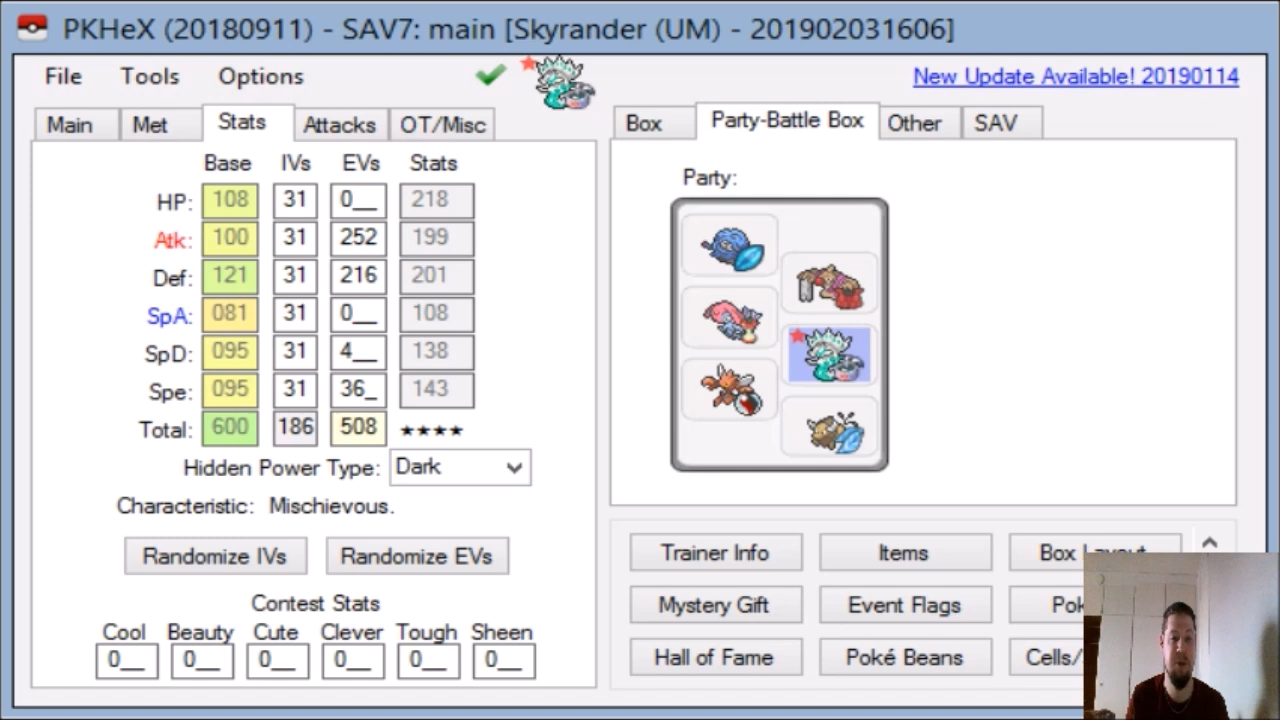 PKHeX (20180911) - SAV7: main [Skyrander (UM) - 201902031606]
File Tools Options
New Update Available! 20190114
Main Met Stats Attacks OT/Misc
Box Party-Battle Box Other SAV
Base IVs EVs Stats
HP: 108 31 0__ 218
Atk: 100 31 252 199
Def: 121 31 216 201
SpA: 081 31 0__ 108
SpD: 095 31 4__ 138
Spe: 095 31 36_ 143
Total: 600 186 508 ★★★★
Hidden Power Type: Dark
Characteristic: Mischievous.
Randomize IVs Randomize EVs
Contest Stats
Cool Beauty Cute Clever Tough Sheen
0__ 0__ 0__ 0__ 0__ 0__
Party:
Trainer Info Items Box
Mystery Gift Event Flags
Hall of Fame Poké Beans Cells/